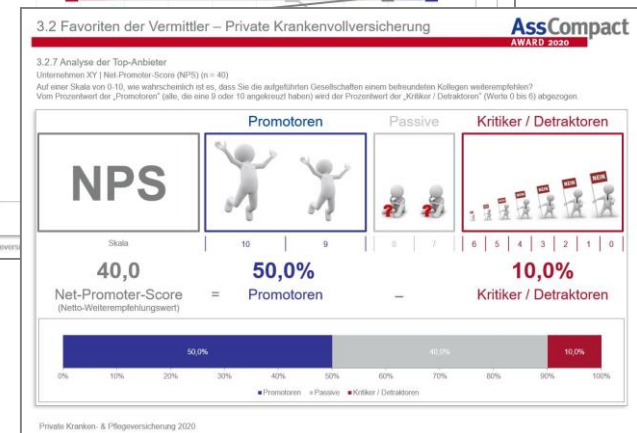 3.2 Favoriten der Vermittler – Private Krankenvollversicherung
AssCompact
AWARD 2020
3.2.7 Analyse der Top-Anbieter
Unternehmen XY | Net-Promoter-Score (NPS) (n = 40)
Auf einer Skala von 0-10, wie wahrscheinlich ist es, dass Sie die aufgeführten Gesellschaften einem befreundeten Kollegen weiterempfehlen?
Vom Prozentwert der „Promotoren" (alle, die eine 9 oder 10 angekreuzt haben) wird der Prozentwert der „Kritiker / Detraktoren" (Werte 0 bis 6) abgezogen.
Promotoren Passive Kritiker / Detraktoren
NPS
NEIN NEIN NEIN NEIN
Skala 10 9 8 7 6 5 4 3 2 1 0
40,0 50,0% 10,0%
Net-Promoter-Score = Promotoren – Kritiker / Detraktoren
(Netto-Weiterempfehlungswert)
50,0% 40,0% 10,0%
0% 10% 20% 30% 40% 50% 60% 70% 80% 90% 100%
Promotoren Passive Kritiker / Detraktoren
Private Kranken- & Pflegeversicherung 2020